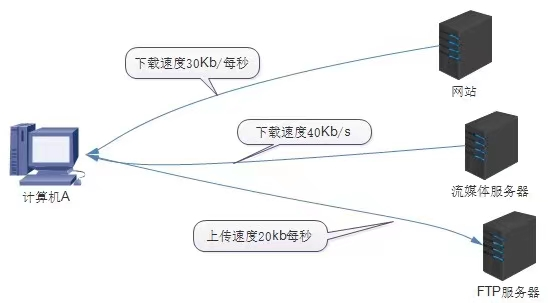 下载速度30Kb/每秒
网站
下载速度40Kb/s
计算机A
流媒体服务器
上传速度20kb每秒
FTP服务器